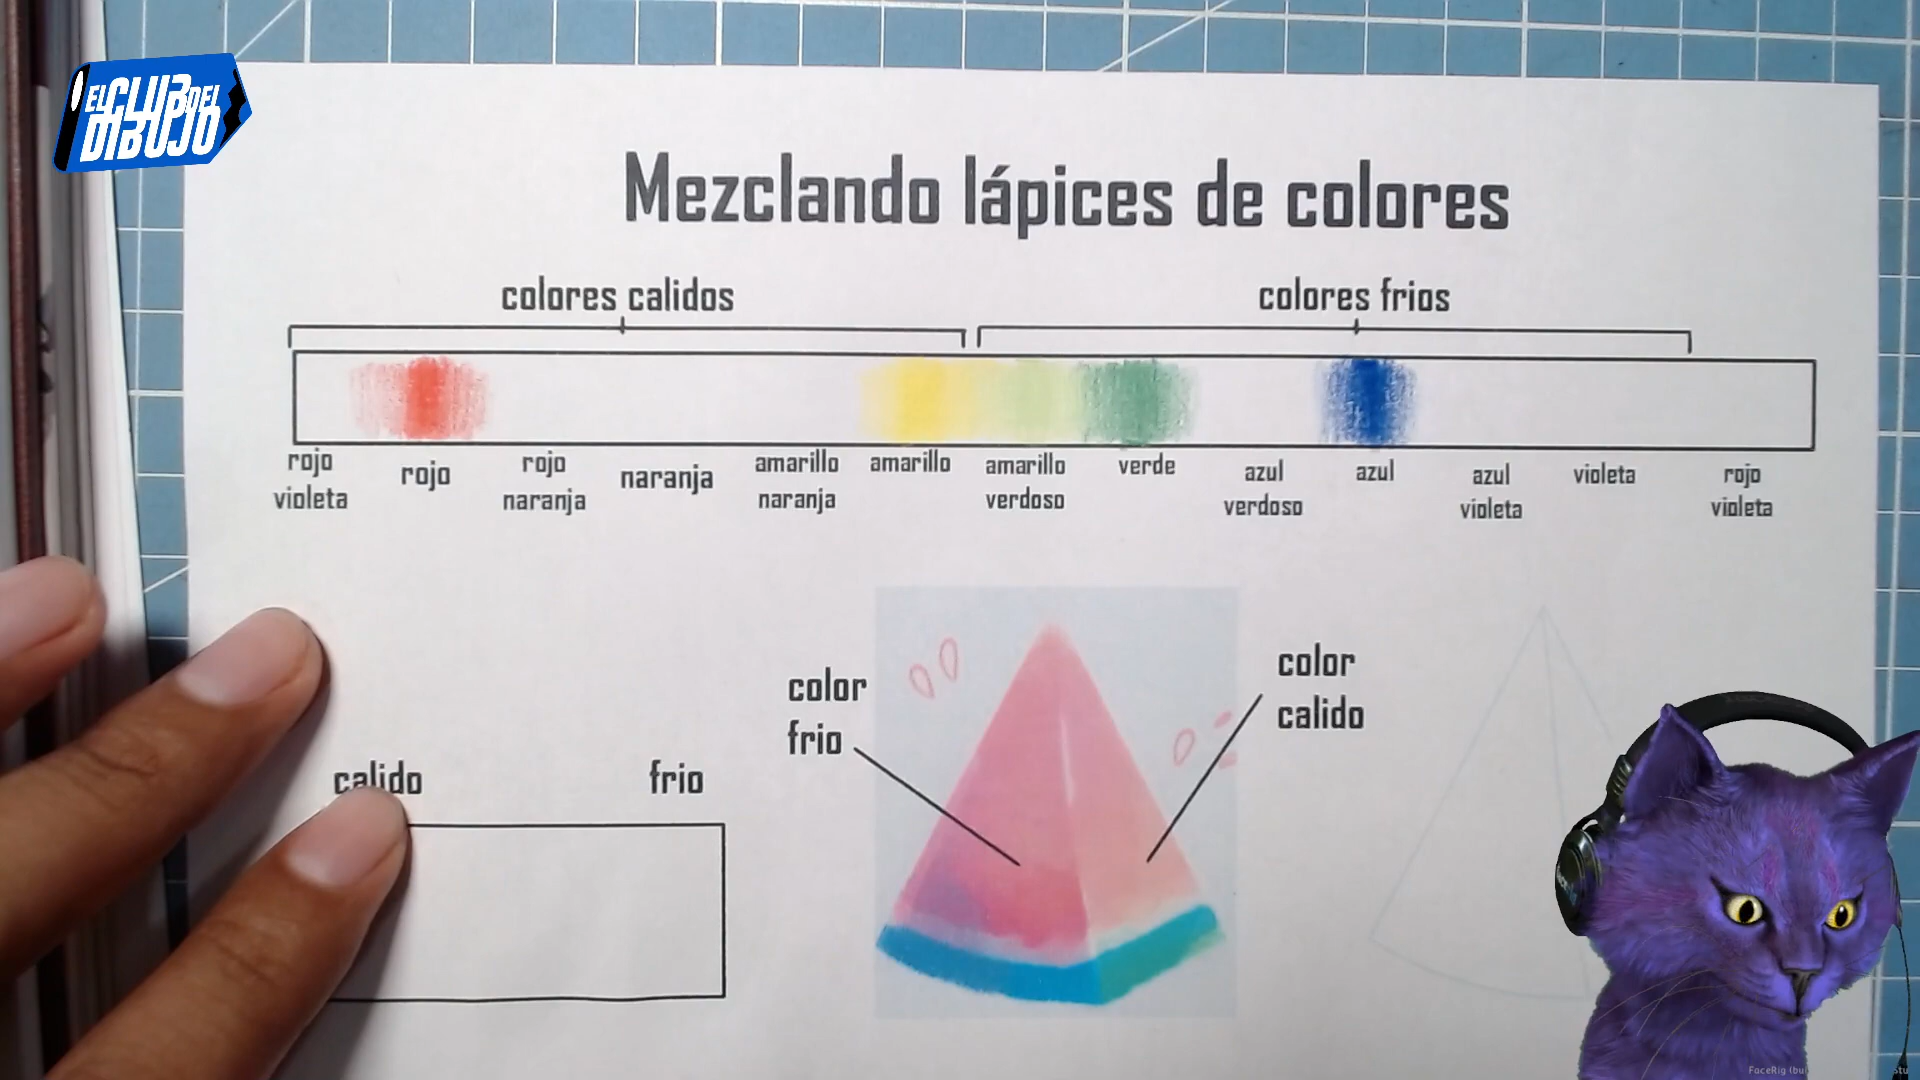 EL CLUB DEL
DIBUJO
Mezclando lápices de colores
colores calidos
colores frios
rojo
violeta
rojo
rojo
naranja
naranja
amarillo
naranja
amarillo
amarillo
verdoso
verde
azul
verdoso
azul
azul
violeta
violeta
rojo
violeta
color
frio
color
calido
calido
frio
FaceRig